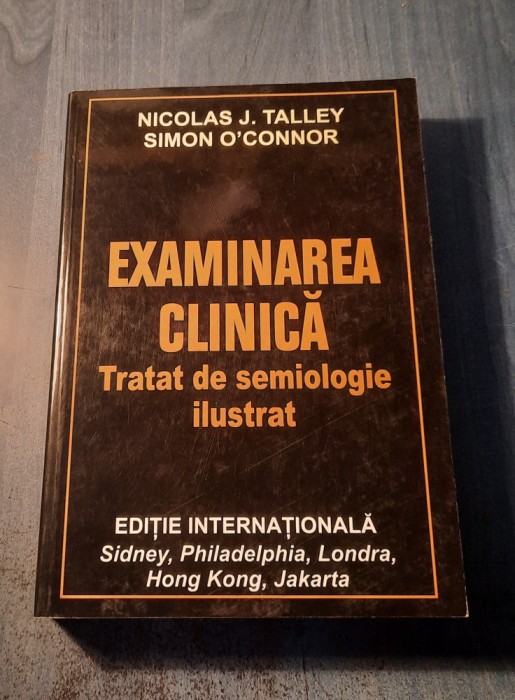 NICOLAS J. TALLEY
SIMON O'CONNOR
EXAMINAREA
CLINICĂ
Tratat de semiologie
ilustrat
EDIȚIE INTERNAȚIONALĂ
Sidney, Philadelphia, Londra,
Hong Kong, Jakarta